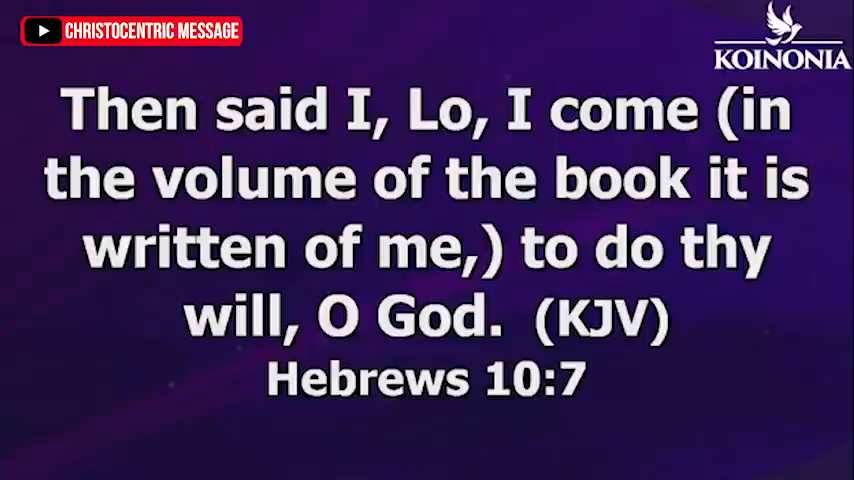 CHRISTOCENTRIC MESSAGE
KOINONIA
Then said I, Lo, I come (in
the volume of the book it is
written of me,) to do thy
will, O God. (KJV)
Hebrews 10:7